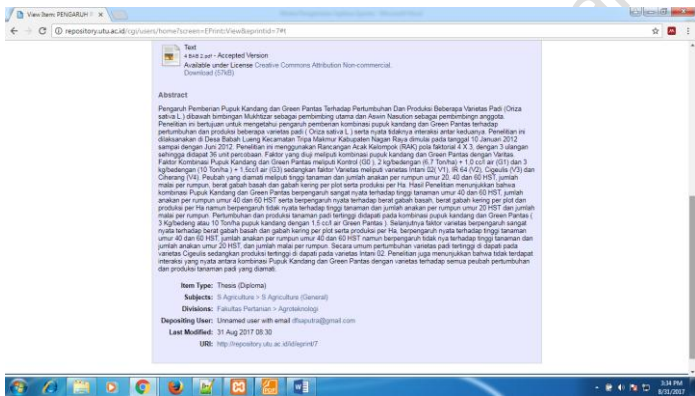 View Item: PENGARUH P
repository.utu.ac.id/cgi/users/home?screen=EPrint::View&eprintid=7#t
Text
4 BAB 2.pdf - Accepted Version
Available under License Creative Commons Attribution Non-commercial.
Download (57kB)
Abstract
Pengaruh Pemberian Pupuk Kandang dan Green Pantas Terhadap Pertumbuhan Dan Produksi Beberapa Varietas Padi (Oriza
sativa L.) dibawah bimbingan Mukhtizar sebagai pembimbing utama dan Aswin Nasution sebagai pembimbingn anggota.
Penelitian ini bertujuan untuk mengetahui pengaruh pemberian kombinasi pupuk kandang dan Green Pantas terhadap
pertumbuhan dan produksi beberapa varietas padi ( Oriza sativa L.) serta nyata tidaknya interaksi antar keduanya. Penelitian ini
dilaksanakan di Desa Babah Lueng Kecamatan Tripa Makmur Kabupaten Nagan Raya dimulai pada tanggal 10 Januari 2012
sampai dengan Juni 2012. Penelitian ini menggunakan Rancangan Acak Kelompok (RAK) pola faktorial 4 X 3, dengan 3 ulangan
sehingga didapat 36 unit percobaan. Faktor yang diuji meliputi kombinasi pupuk kandang dan Green Pantas dengan Varitas.
Faktor Kombinasi Pupuk Kandang dan Green Pantas meliputi Kontrol (G0 ), 2 kg/bedengan (6.7 Ton/ha) + 1,0 cc/l air (G1) dan 3
kg/bedengan (10 Ton/ha ) + 1,5cc/l air (G3) sedangkan faktor Varietas meliputi varietas Intani 02( V1), IR 64 (V2), Cigeulis (V3) dan
Ciherang (V4). Peubah yang diamati meliputi tinggi tanaman dan jumlah anakan per rumpun umur 20, 40 dan 60 HST, jumlah
malai per rumpun, berat gabah basah dan gabah kering per plot serta produksi per Ha. Hasil Penelitian menunjukkan bahwa
kombinasi Pupuk Kandang dan Green Pantas berpengaruh sangat nyata terhadap tinggi tanaman umur 40 dan 60 HST, jumlah
anakan per rumpun umur 40 dan 60 HST serta berpengaruh nyata terhadap berat gabah basah, berat gabah kering per plot dan
produksi per Ha namun berpengaruh tidak nyata terhadap tinggi tanaman dan jumlah anakan per rumpun umur 20 HST dan jumlah
malai per rumpun. Pertumbuhan dan produksi tanaman padi tertinggi didapat pada kombinasi pupuk kandang dan Green Pantas (
3 Kg/bedeng atau 10 Ton/ha pupuk kandang dengan 1,5 cc/l air Green Pantas ). Selanjutnya faktor varietas berpengaruh sangat
nyata terhadap berat gabah basah dan gabah kering per plot serta produksi per Ha, berpengaruh nyata terhadap tinggi tanaman
umur 40 dan 60 HST, jumlah anakan per rumpun umur 40 dan 60 HST namun berpengaruh tidak nya terhadap tinggi tanaman dan
jumlah anakan umur 20 HST, dan jumlah malai per rumpun. Secara umum pertumbuhan varietas padi tertinggi di dapati pada
varietas Cigeulis sedangkan produksi tertinggi di dapati pada varietas Intani 02. Penelitian juga menunjukkan bahwa tidak terdapat
interaksi yang nyata antara kombinasi Pupuk Kandang dan Green Pantas dengan varietas terhadap semua peubah pertumbuhan
dan produksi tanaman padi yang diamati.
Item Type: Thesis (Diploma)
Subjects: S Agriculture > S Agriculture (General)
Divisions: Fakultas Pertanian > Agroteknologi
Depositing User: Unnamed user with email dfsaputra@gmail.com
Last Modified: 31 Aug 2017 08:30
URI: http://repository.utu.ac.id/id/eprint/7
3:34 PM
8/31/2017